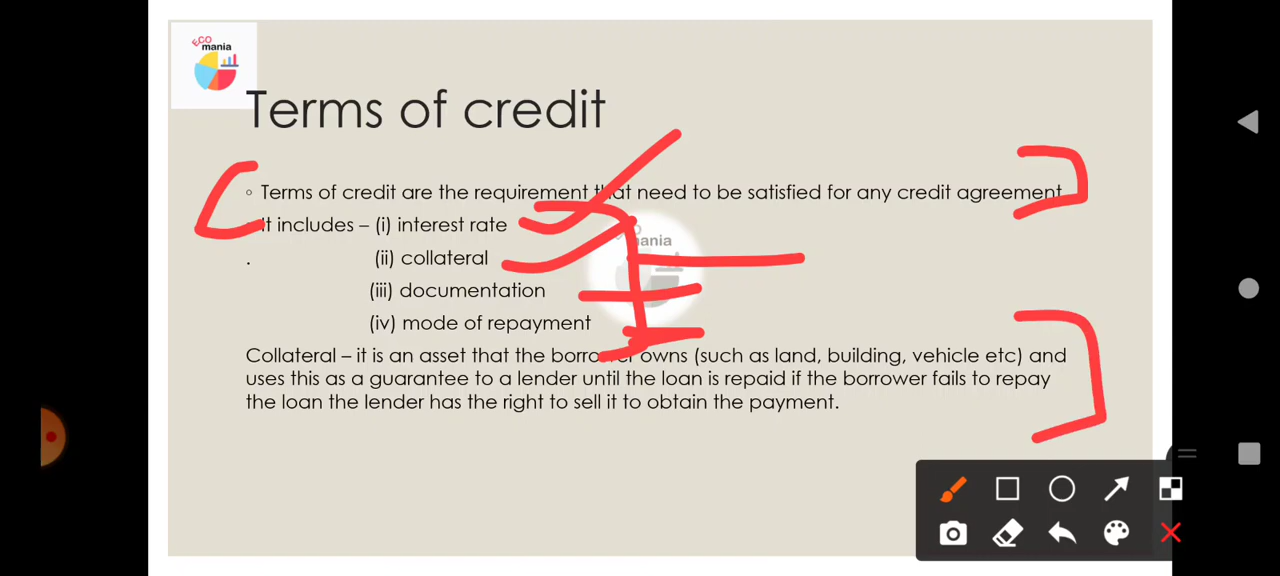 ECO
mania
Terms of credit
Terms of credit are the requirement that need to be satisfied for any credit agreement
It includes – (i) interest rate
. (ii) collateral
(iii) documentation
(iv) mode of repayment
mania
Collateral – it is an asset that the borrower owns (such as land, building, vehicle etc) and
uses this as a guarantee to a lender until the loan is repaid if the borrower fails to repay
the loan the lender has the right to sell it to obtain the payment.